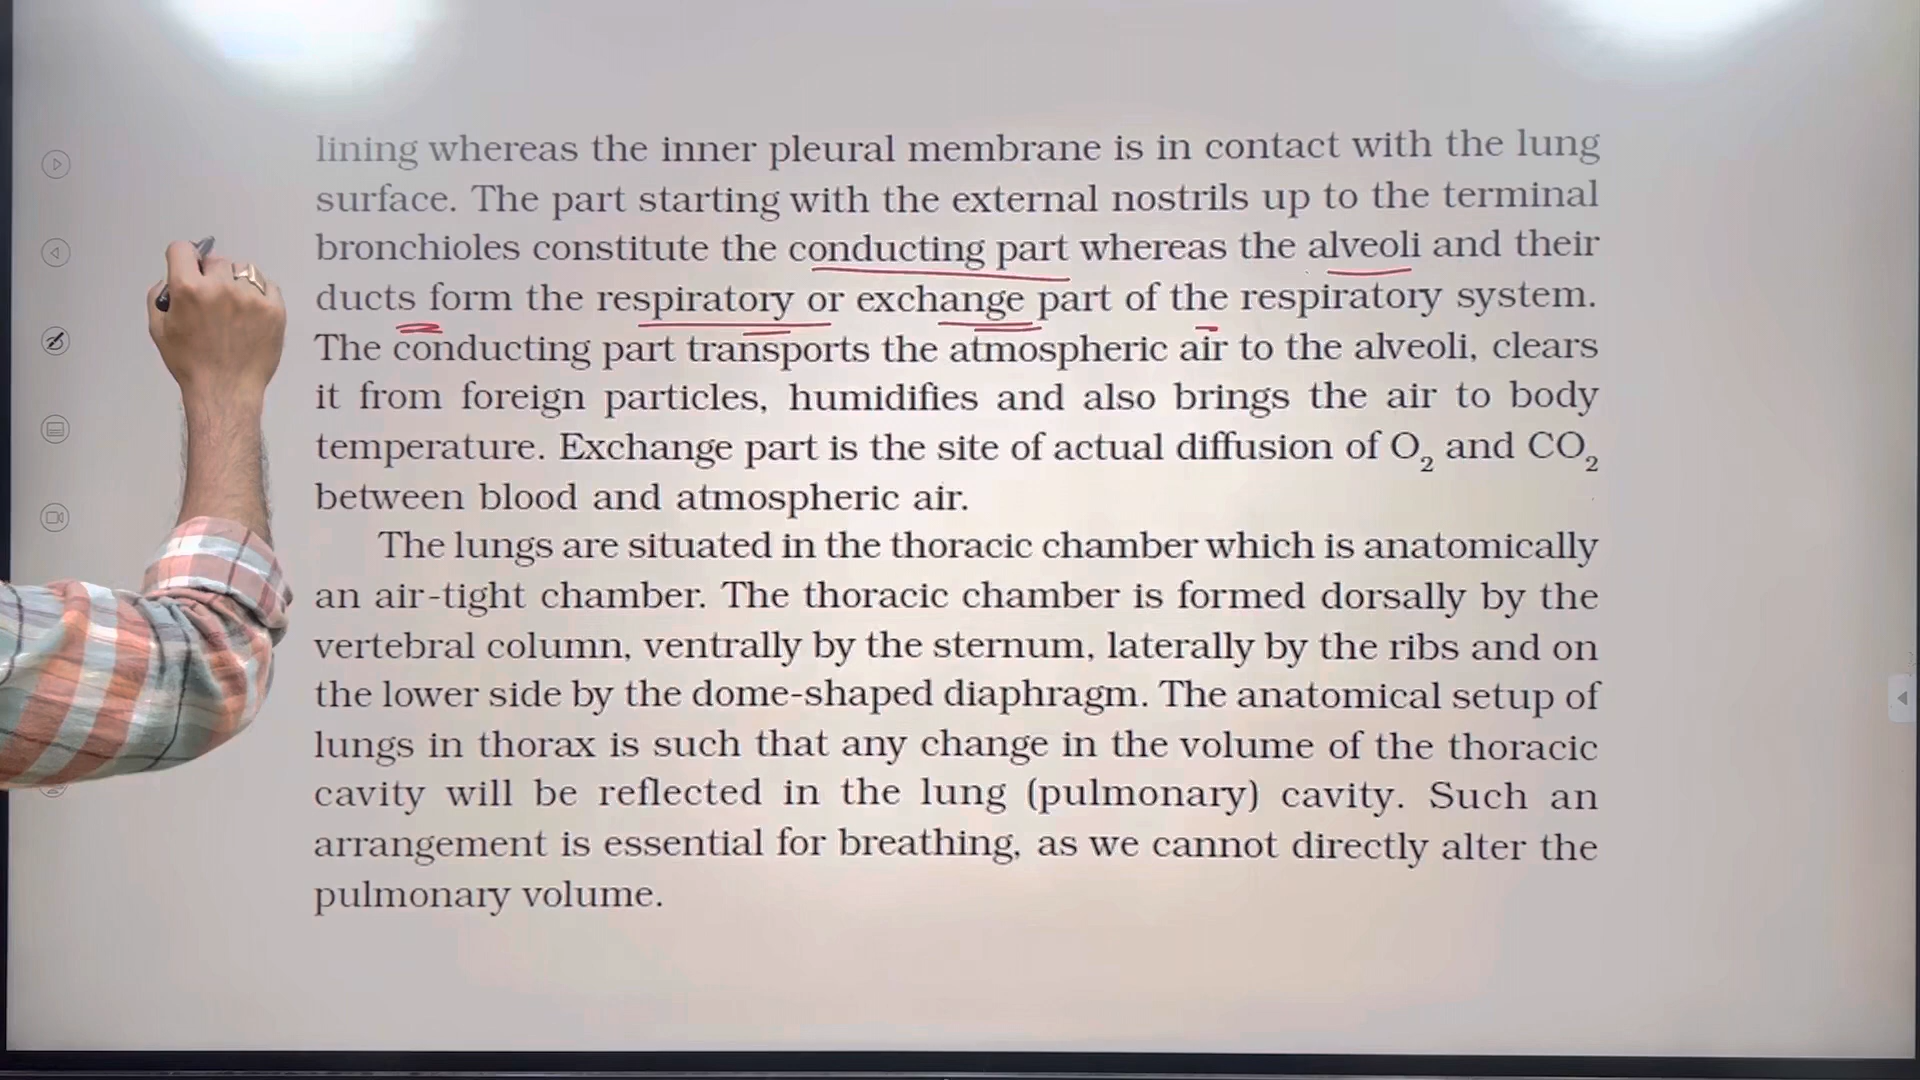 lining whereas the inner pleural membrane is in contact with the lung
surface. The part starting with the external nostrils up to the terminal
bronchioles constitute the conducting part whereas the alveoli and their
ducts form the respiratory or exchange part of the respiratory system.
The conducting part transports the atmospheric air to the alveoli, clears
it from foreign particles, humidifies and also brings the air to body
temperature. Exchange part is the site of actual diffusion of O₂ and CO₂
between blood and atmospheric air.
The lungs are situated in the thoracic chamber which is anatomically
an air-tight chamber. The thoracic chamber is formed dorsally by the
vertebral column, ventrally by the sternum, laterally by the ribs and on
the lower side by the dome-shaped diaphragm. The anatomical setup of
lungs in thorax is such that any change in the volume of the thoracic
cavity will be reflected in the lung (pulmonary) cavity. Such an
arrangement is essential for breathing, as we cannot directly alter the
pulmonary volume.